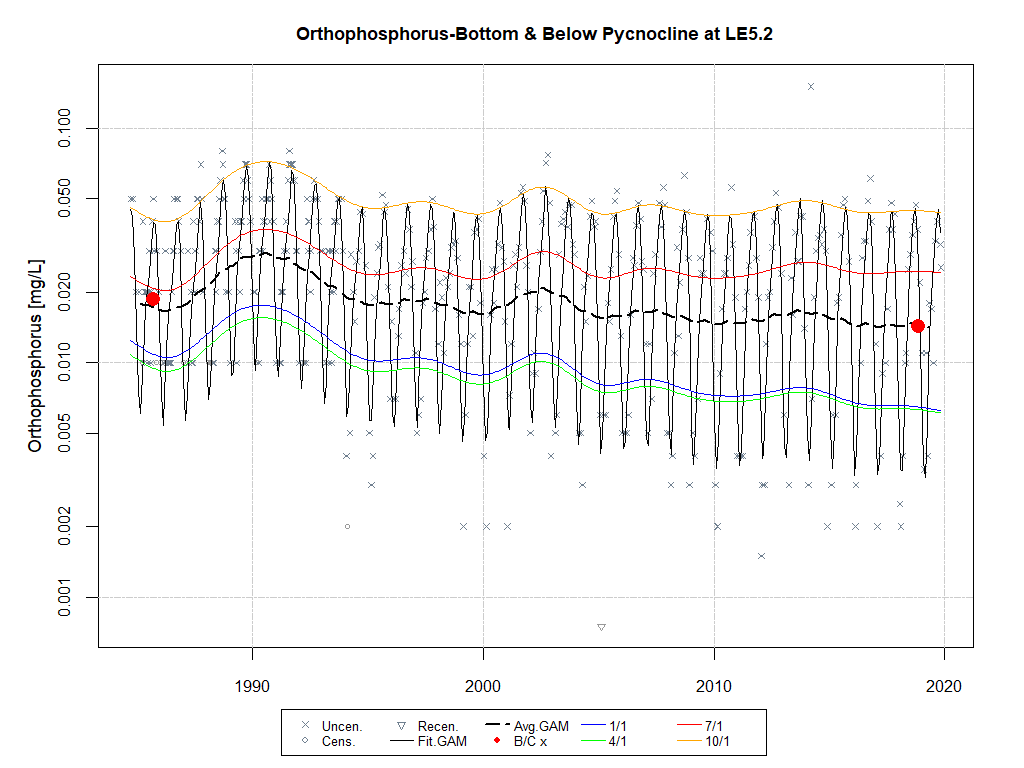 Orthophosphorus-Bottom & Below Pycnocline at LE5.2
Orthophosphorus [mg/L]
0.100
0.050
0.020
0.010
0.005
0.002
0.001
1990 2000 2010 2020
Uncen. Recen. Avg.GAM 1/1 7/1
Cens. Fit.GAM B/C x 4/1 10/1